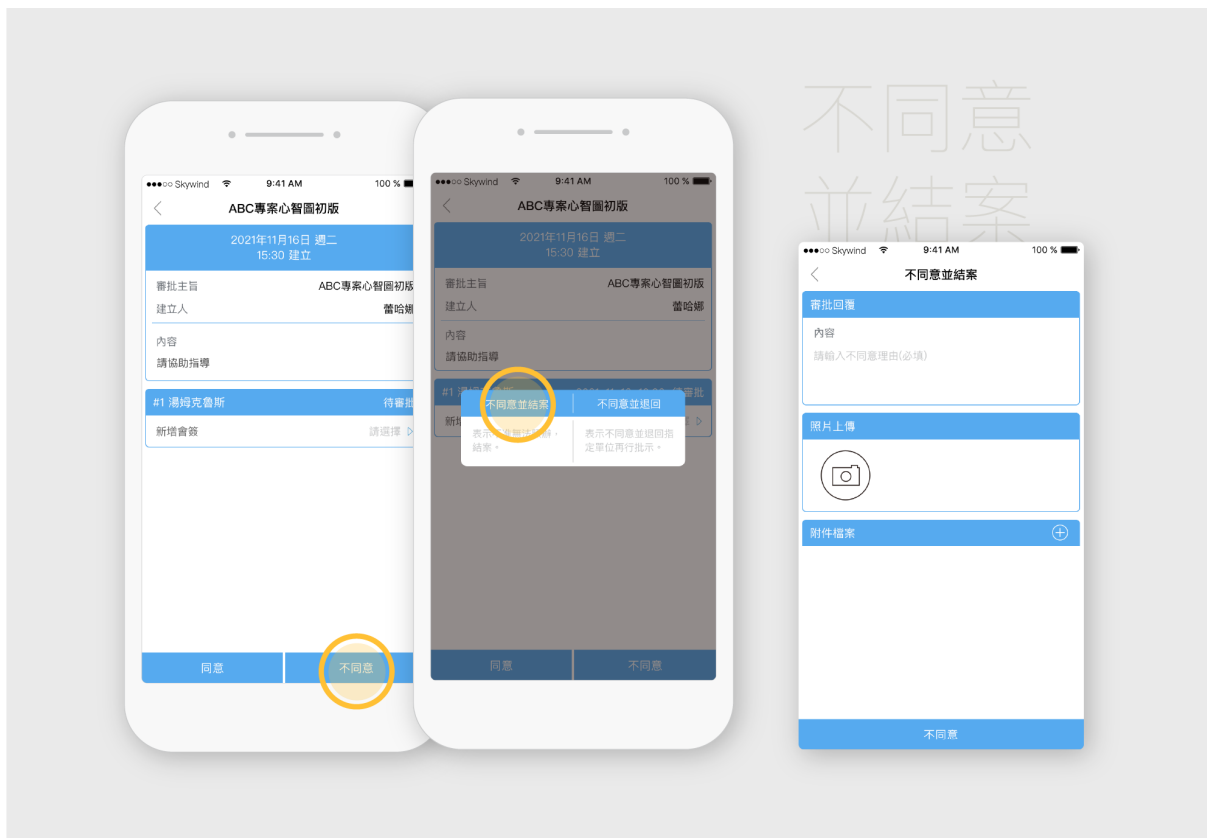 不同意
並結案
●●●○○ Skywind 9:41 AM 100 %
ABC專案心智圖初版
2021年11月16日 週二
15:30 建立
審批主旨 ABC專案心智圖初版
建立人 蕾哈娜
內容
請協助指導
#1 湯姆克魯斯 待審批
新增會簽 請選擇
同意 不同意
●●●○○ Skywind 9:41 AM 100 %
ABC專案心智圖初版
2021年11月16日 週二
15:30 建立
審批主旨 ABC專案心智圖初版
建立人 蕾哈娜
內容
請協助指導
#1 待審批
不同意並結案 不同意並退回
結案。
表示不同意並退回指
定單位再行批示。
同意 不同意
●●●○○ Skywind 9:41 AM 100 %
不同意並結案
審批回覆
內容
請輸入不同意理由(必填)
照片上傳
附件檔案
不同意